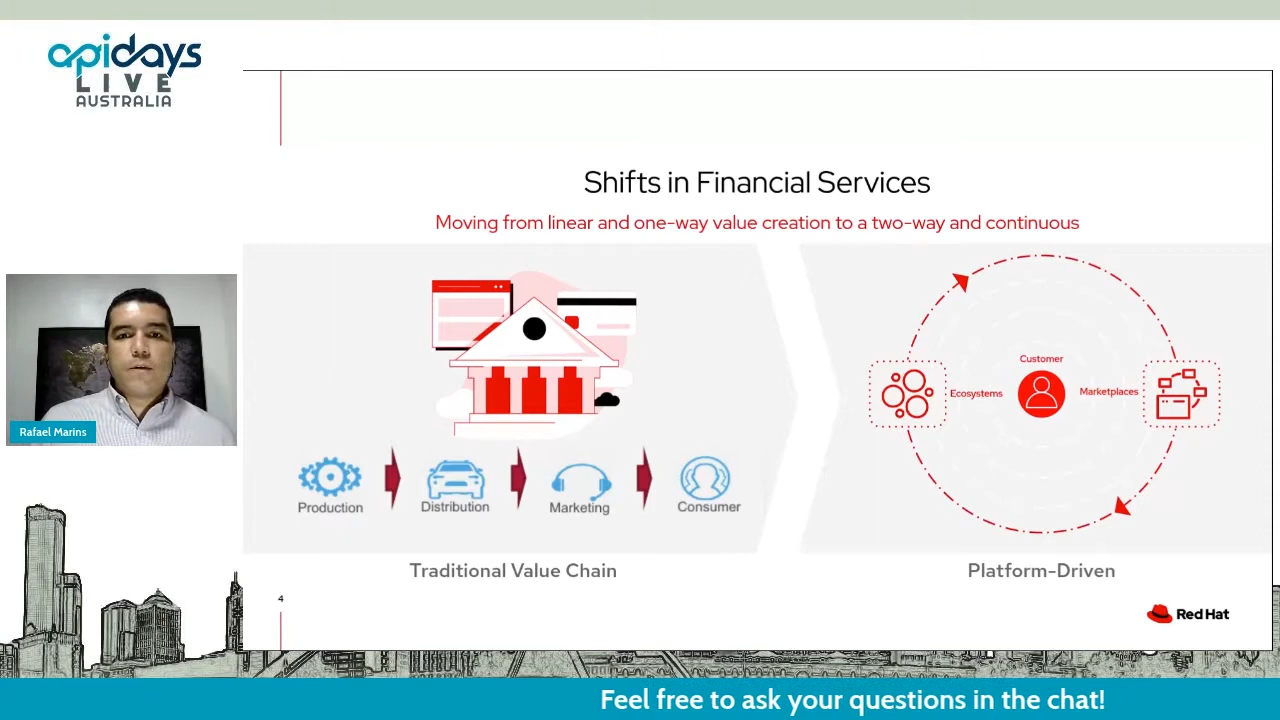 apidays
LIVE
AUSTRALIA
Shifts in Financial Services
Moving from linear and one-way value creation to a two-way and continuous
Rafael Marins
Production
Distribution
Marketing
Consumer
Traditional Value Chain
Customer
Ecosystems
Marketplaces
Platform-Driven
4
Red Hat
Feel free to ask your questions in the chat!